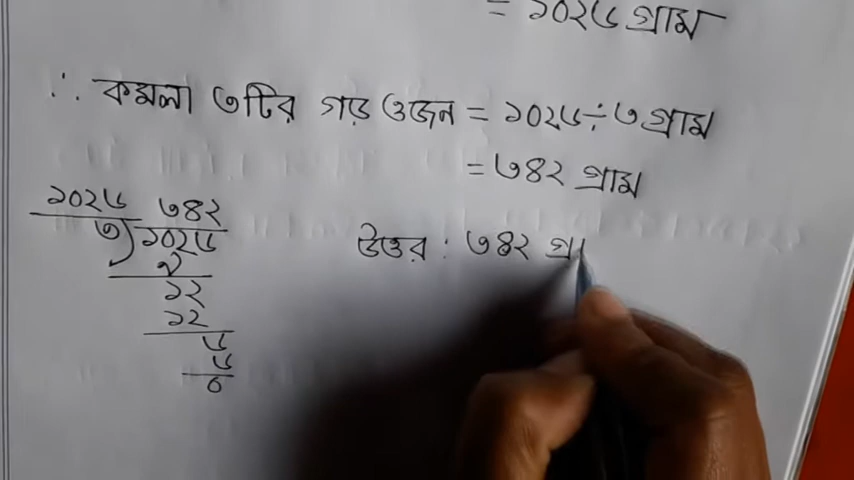 = ১০২৬ গ্রাম
∴ কমলা ৩টির গড় ওজন = ১০২৬ ÷ ৩ গ্রাম
= ৩৪২ গ্রাম
১০২৬ ৩৪২
৩)১০২৬
৯
১২
১২
৬
৬
০
উত্তর : ৩৪২ গ্রা